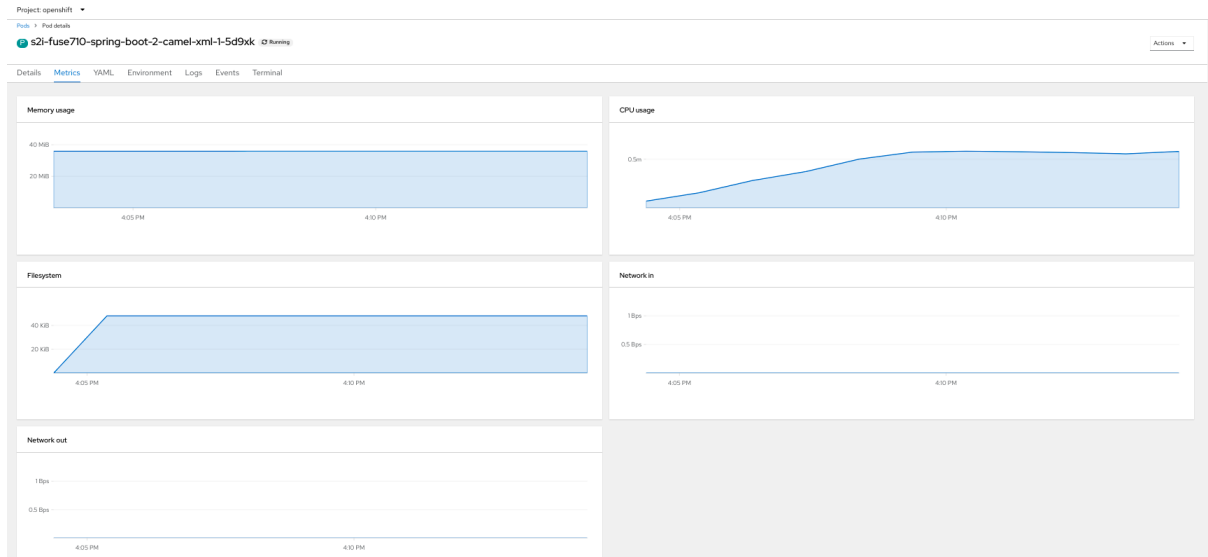 Project: openshift
Pods > Pod details
P s2i-fuse710-spring-boot-2-camel-xml-1-5d9xk Running
Actions
Details Metrics YAML Environment Logs Events Terminal
Memory usage
40 MiB
20 MiB
4:05 PM 4:10 PM
CPU usage
0.5m
4:05 PM 4:10 PM
Filesystem
40 KiB
20 KiB
4:05 PM 4:10 PM
Network in
1 Bps
0.5 Bps
4:05 PM 4:10 PM
Network out
1 Bps
0.5 Bps
4:05 PM 4:10 PM